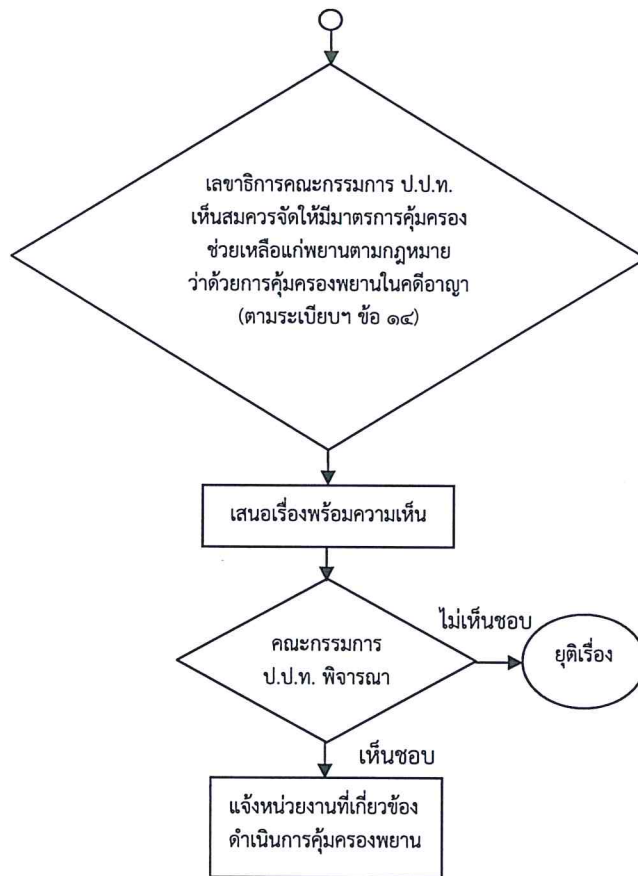 เลขาธิการคณะกรรมการ ป.ป.ท.
เห็นสมควรจัดให้มีมาตรการคุ้มครอง
ช่วยเหลือแก่พยานตามกฎหมาย
ว่าด้วยการคุ้มครองพยานในคดีอาญา
(ตามระเบียบฯ ข้อ ๑๔)
เสนอเรื่องพร้อมความเห็น
คณะกรรมการ
ป.ป.ท. พิจารณา
ไม่เห็นชอบ
ยุติเรื่อง
เห็นชอบ
แจ้งหน่วยงานที่เกี่ยวข้อง
ดำเนินการคุ้มครองพยาน